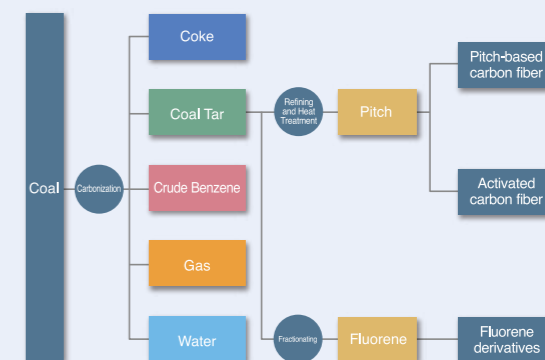 Coal
Carbonization
Coke
Coal Tar
Crude Benzene
Gas
Water
Refining
and Heat
Treatment
Pitch
Pitch-based
carbon fiber
Activated
carbon fiber
Fractionating
Fluorene
Fluorene
derivatives